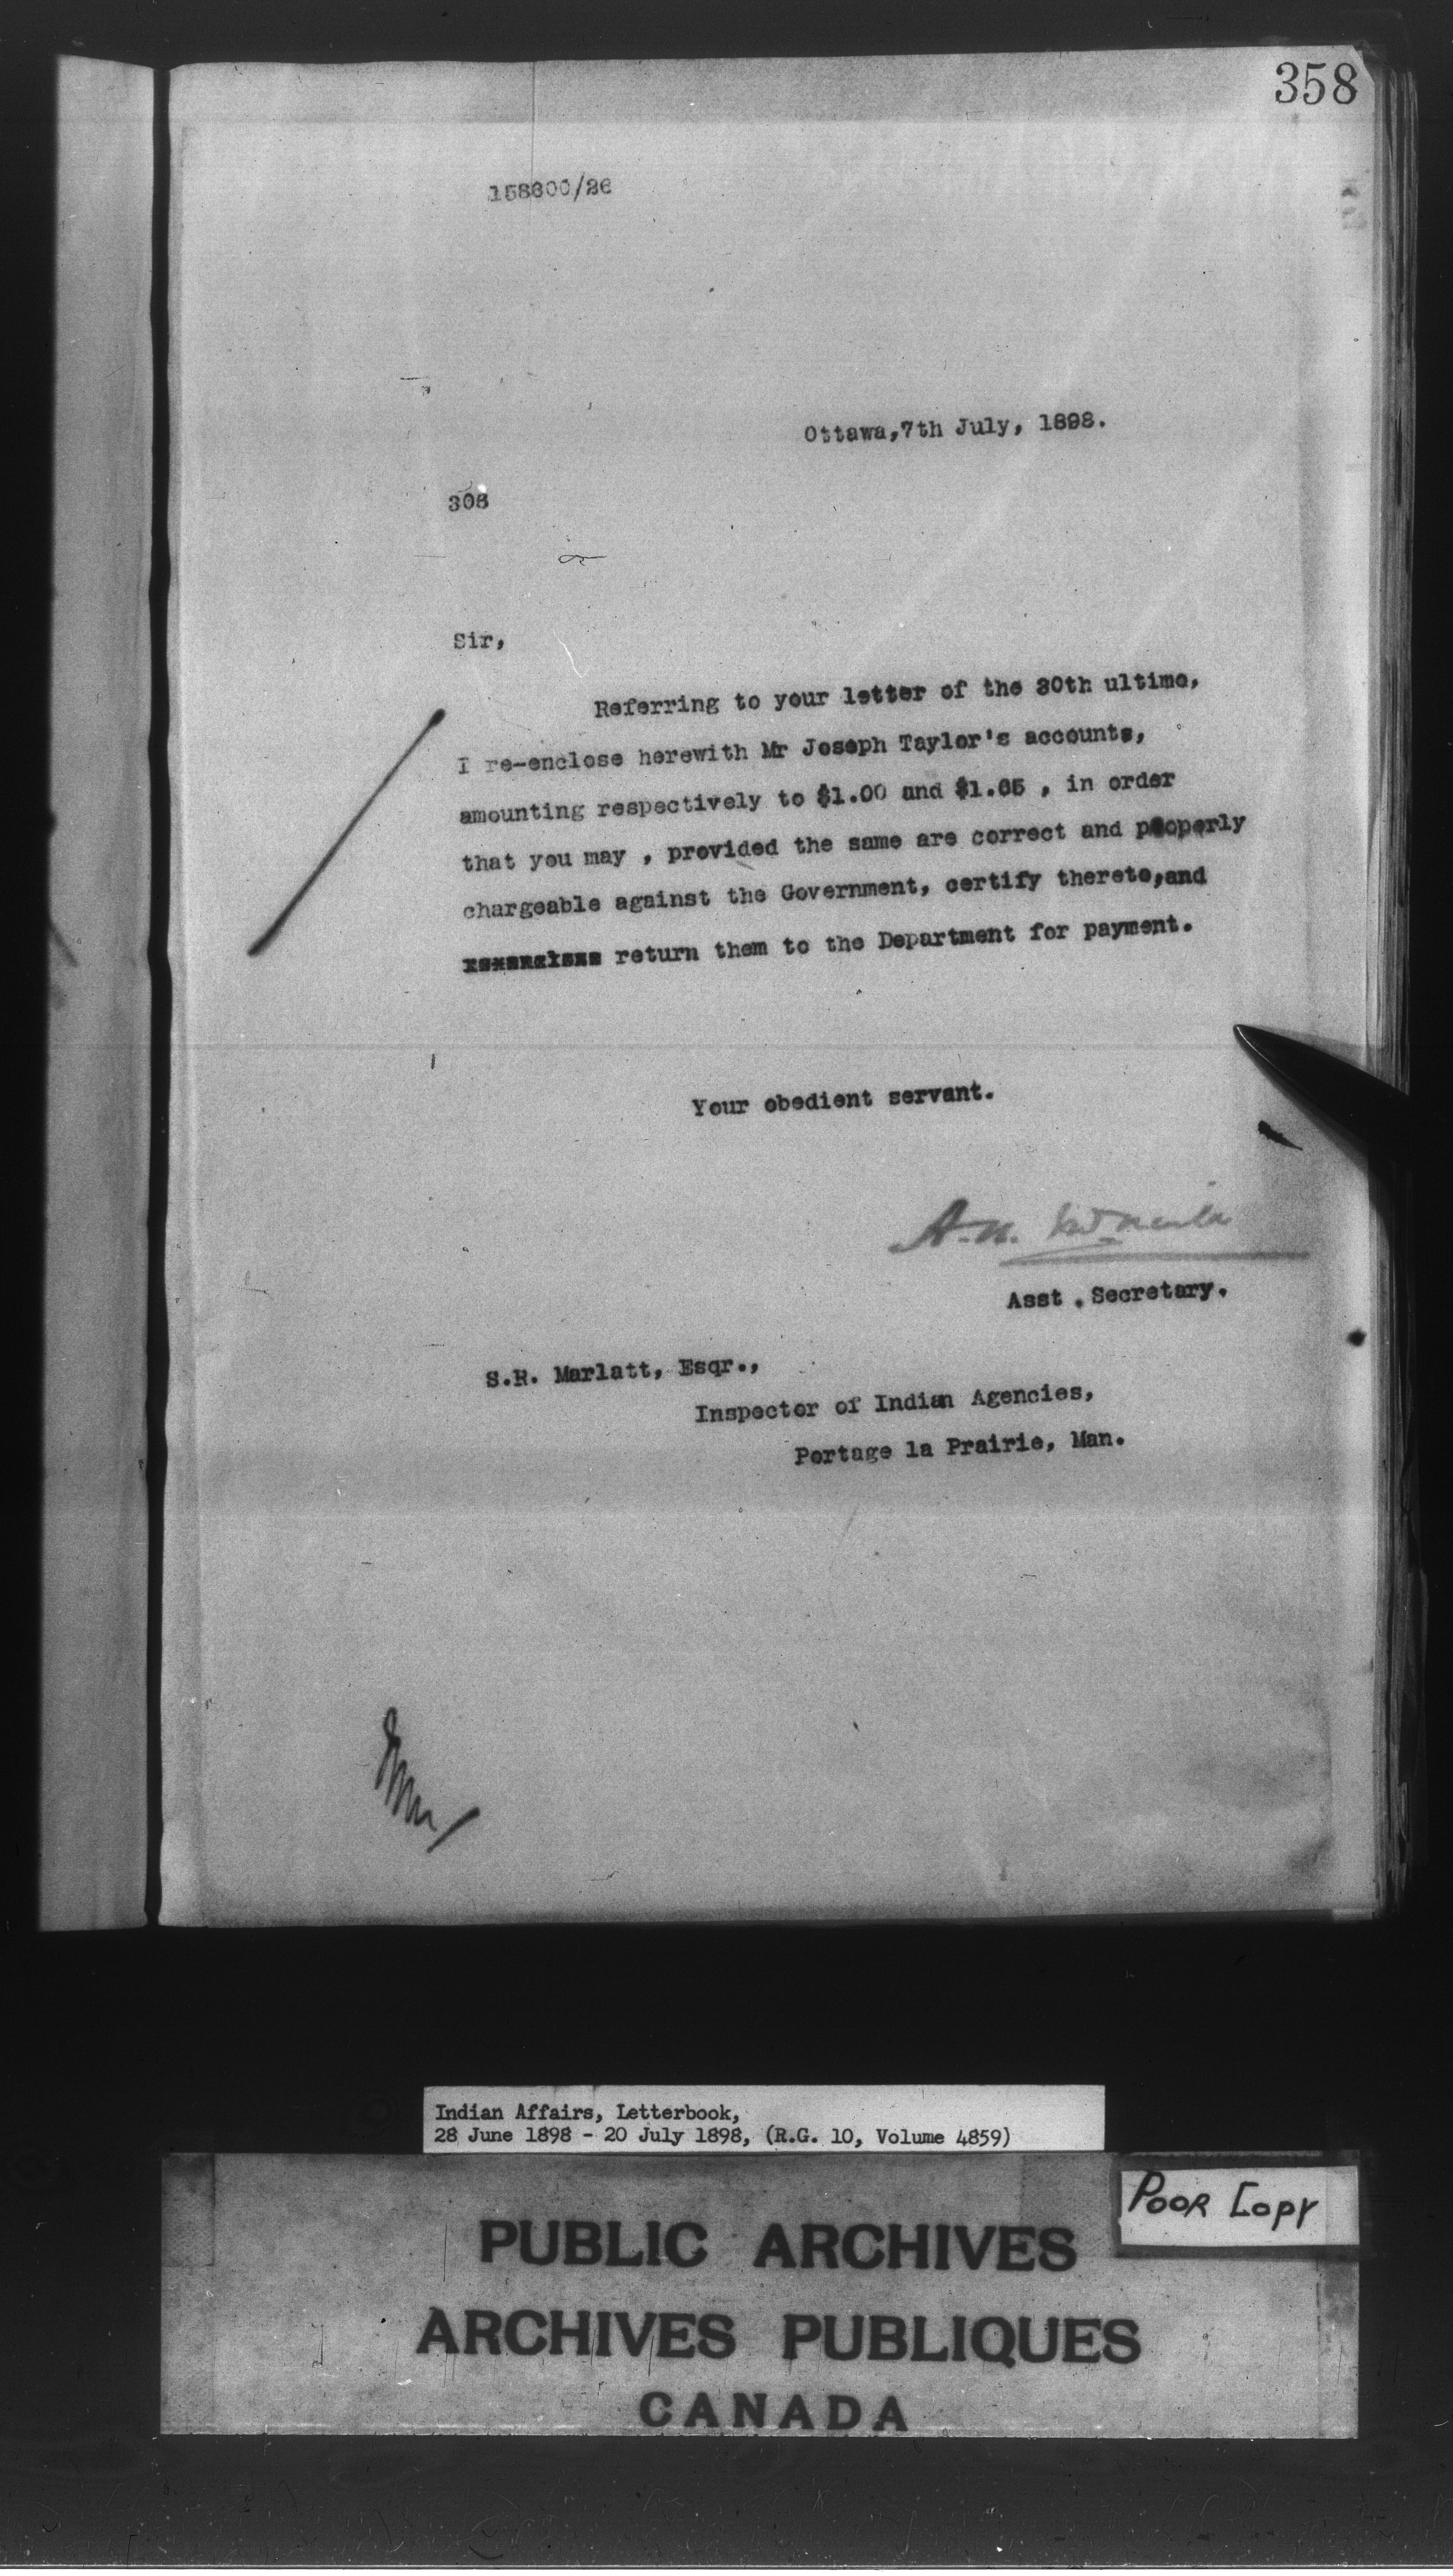 358
158600/26
Ottawa,7th July, 1898.
308
Sir,
Referring to your letter of the 30th ultimo,
I re-enclose herewith Mr Joseph Taylor's accounts,
amounting respectively to $1.00 and $1.65 , in order
that you may , provided the same are correct and properly
chargeable against the Government, certify thereto,and
return them to the Department for payment.
Your obedient servant.
A.N. McNeill
Asst . Secretary.
S.R. Marlatt, Esqr.,
Inspector of Indian Agencies,
Portage la Prairie, Man.
Indian Affairs, Letterbook,
28 June 1898 - 20 July 1898, (R.G. 10, Volume 4859)
POOR COPY
PUBLIC ARCHIVES
ARCHIVES PUBLIQUES
CANADA